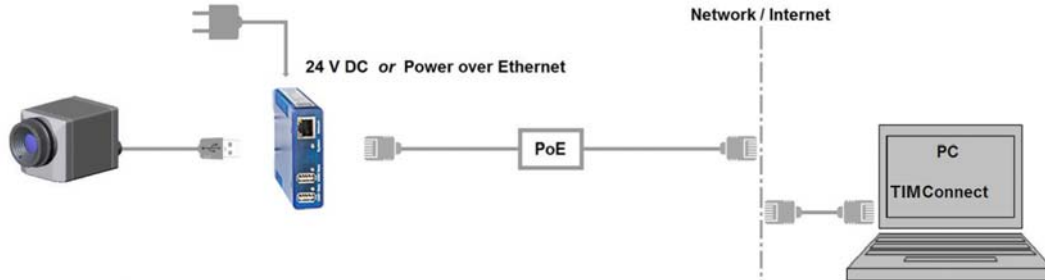 Network / Internet
24 V DC or Power over Ethernet
PoE
PC
TIMConnect